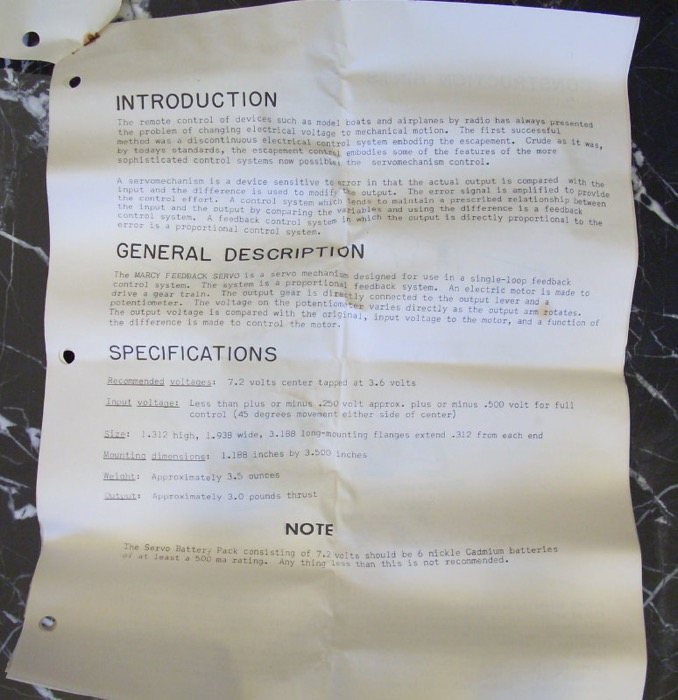 INTRODUCTION
The remote control of devices such as model boats and airplanes by radio has always presented
the problem of changing electrical voltage to mechanical motion. The first successful
method was a discontinuous electrical control system emboding the escapement. Crude as it was,
by todays standards, the escapement control embodies some of the features of the more
sophisticated control systems now possible, the servomechanism control.
A servomechanism is a device sensitive to error in that the actual output is compared with the
input and the difference is used to modify the output. The error signal is amplified to provide
the control effort. A control system which tends to maintain a prescribed relationship between
the input and the output by comparing the variables and using the difference is a feedback
control system. A feedback control system in which the output is directly proportional to the
error is a proportional control system.
GENERAL DESCRIPTION
The MARCY FEEDBACK SERVO is a servo mechanism designed for use in a single-loop feedback
control system. The system is a proportional feedback system. An electric motor is made to
drive a gear train. The output gear is directly connected to the output lever and a
potentiometer. The voltage on the potentiometer varies directly as the output arm rotates.
The output voltage is compared with the original, input voltage to the motor, and a function of
the difference is made to control the motor.
SPECIFICATIONS
Recommended voltages: 7.2 volts center tapped at 3.6 volts
Input voltage: Less than plus or minus .250 volt approx. plus or minus .500 volt for full
control (45 degrees movement either side of center)
Size: 1.312 high, 1.938 wide, 3.188 long-mounting flanges extend .312 from each end
Mounting dimensions: 1.188 inches by 3.500 inches
Weight: Approximately 3.5 ounces
Output: Approximately 3.0 pounds thrust
NOTE
The Servo Battery Pack consisting of 7.2 volts should be 6 nickle Cadmium batteries
of at least a 500 ma rating. Any thing less than this is not recommended.